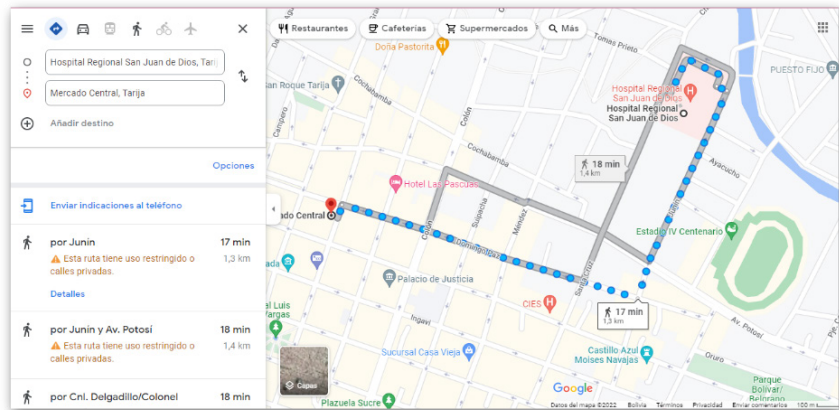 Hospital Regional San Juan de Dios, Tari
Mercado Central, Tarija
Añadir destino
Opciones
Enviar indicaciones al teléfono
por Junin
17 min
Esta ruta tiene uso restringido o
calles privadas.
1,3 km
Detalles
por Junin y Av. Potosí
18 min
Esta ruta tiene uso restringido o
calles privadas.
1,4 km
por Cnl. Delgadillo/Colonel
18 min
Restaurantes
Cafeterías
Supermercados
Más
Doña Pastorita
Tomas Prieto
PUESTO FIJO
San Roque Tarija
Cochabamba
Campero
Colón
Hospital Regional
San Juan de Dios
Hospital Regional
San Juan de Dios
18 min
1,4 km
Cochabamba
Ayacucho
Hotel Las Pascuas
Suipacha
Méndez
Junin
ado Central
Colón
Domingo Paz
Estadio IV Centenario
Santa Cruz
Palacio de Justicia
CIES
17 min
1,3 km
Av. Potosí
el Luis
Vargas
Ingavi
Sucursal Casa Vieja
Castillo Azul
Moises Navajas
Oruro
Capas
Google
Parque
Bolívar/
Belgrano
Plazuela Sucre
Datos del mapa ©2022
Bolivia
Términos
Privacidad
Enviar comentarios
100 m